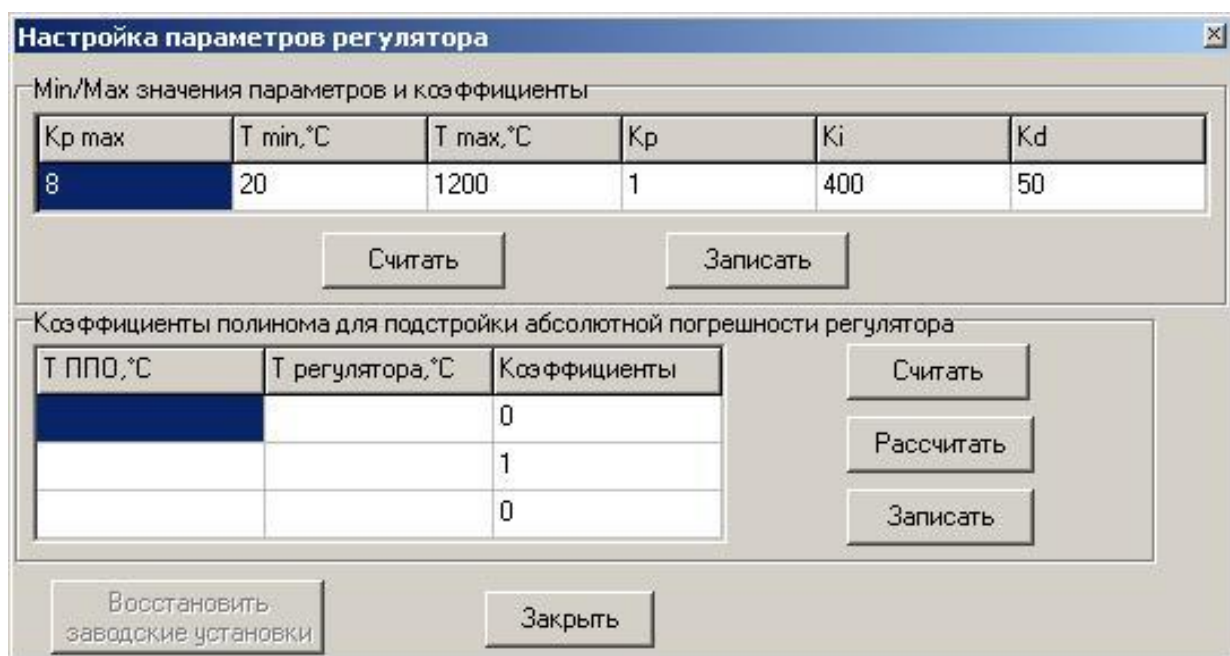 Настройка параметров регулятора
Min/Max значения параметров и коэффициенты
Kp max T min,°C T max,°C Kp Ki Kd
8 20 1200 1 400 50
Считать Записать
Коэффициенты полинома для подстройки абсолютной погрешности регулятора
Т ППО,°C Т регулятора,°C Коэффициенты
0
1
0
Считать
Рассчитать
Записать
Восстановить
заводские установки
Закрыть